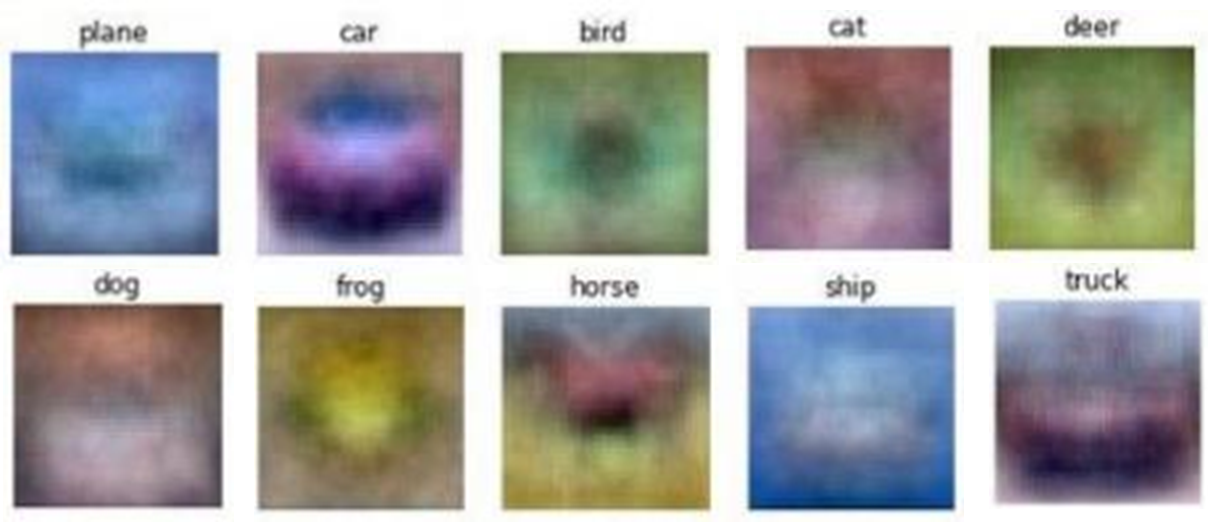 plane car bird cat deer
dog frog horse ship truck